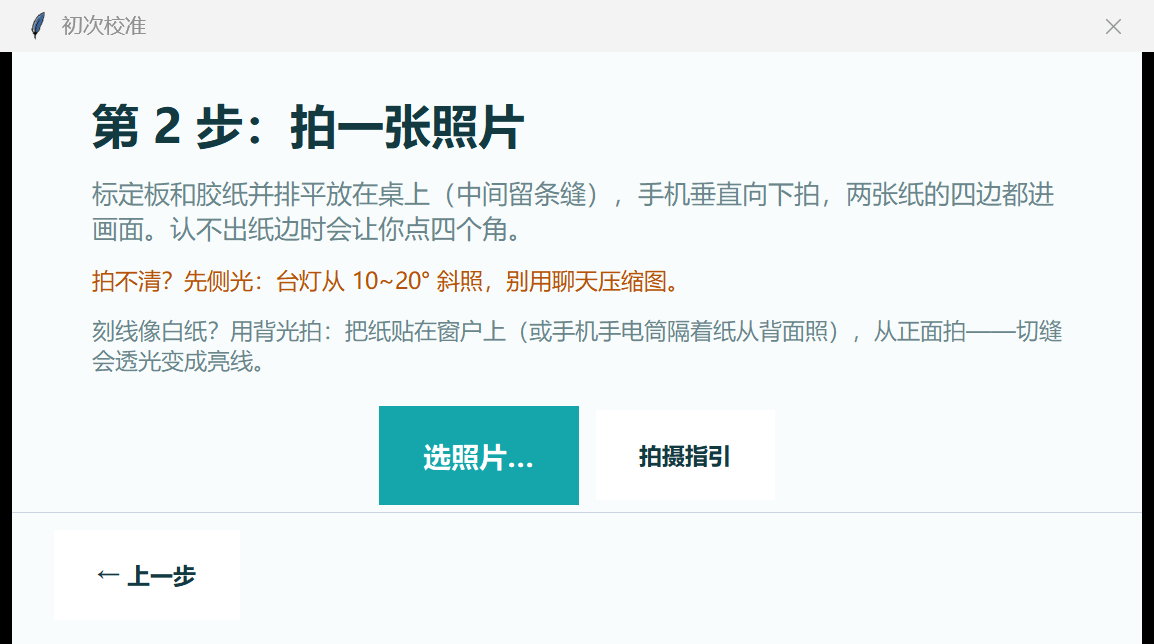 初次校准
第 2 步：拍一张照片
标定板和胶纸并排平放在桌上（中间留条缝），手机垂直向下拍，两张纸的四边都进
画面。认不出纸边时会让你点四个角。
拍不清？先侧光：台灯从 10~20° 斜照，别用聊天压缩图。
刻线像白纸？用背光拍：把纸贴在窗户上（或手机手电筒隔着纸从背面照），从正面拍——切缝
会透光变成亮线。
选照片...
拍摄指引
← 上一步